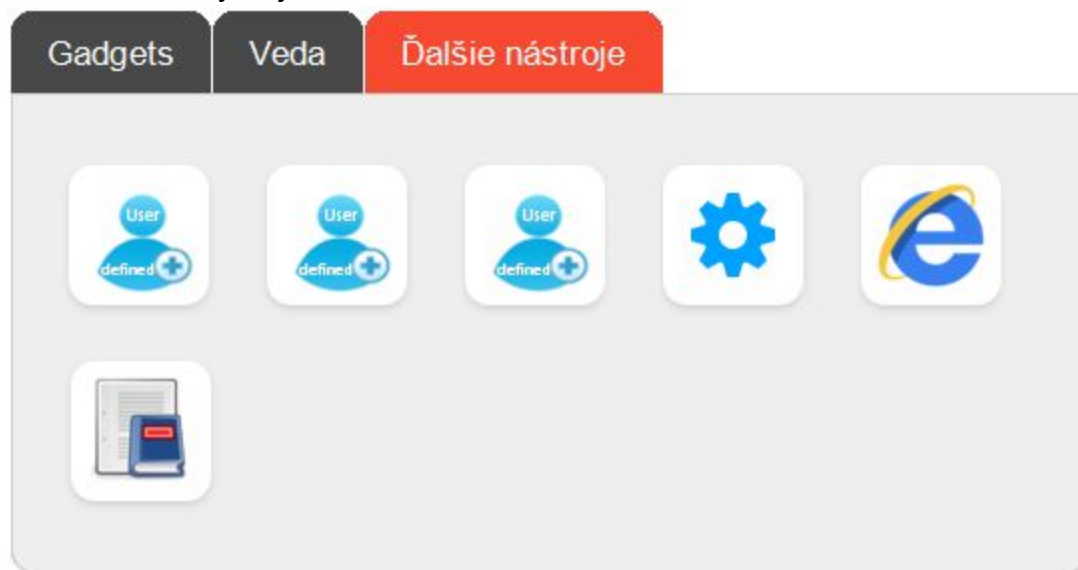 Gadgets Veda Ďalšie nástroje
User User User
defined defined defined